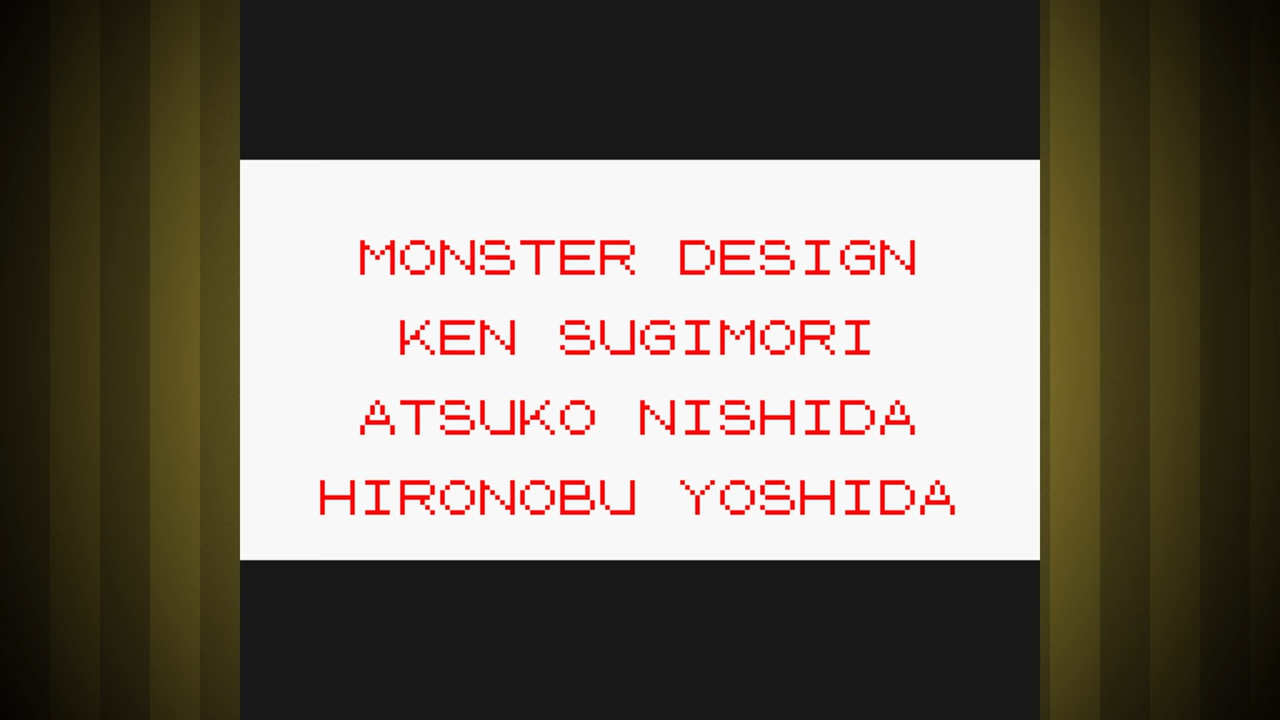 MONSTER DESIGN
KEN SUGIMORI
ATSUKO NISHIDA
HIRONOBU YOSHIDA